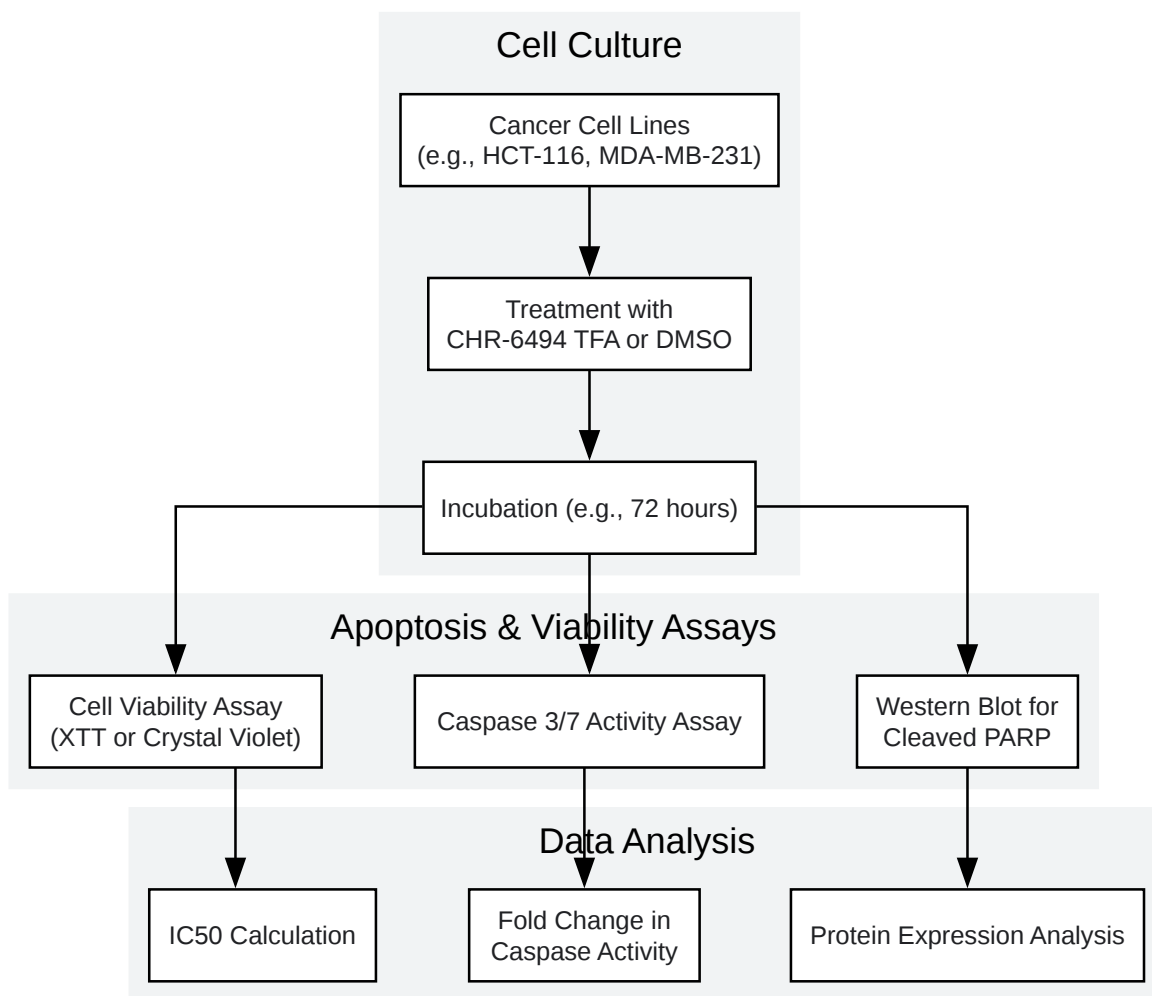 Cell Culture
Cancer Cell Lines
(e.g., HCT-116, MDA-MB-231)
Treatment with
CHR-6494 TFA or DMSO
Incubation (e.g., 72 hours)
Apoptosis & Viability Assays
Cell Viability Assay
(XTT or Crystal Violet)
Caspase 3/7 Activity Assay
Western Blot for
Cleaved PARP
Data Analysis
IC50 Calculation
Fold Change in
Caspase Activity
Protein Expression Analysis